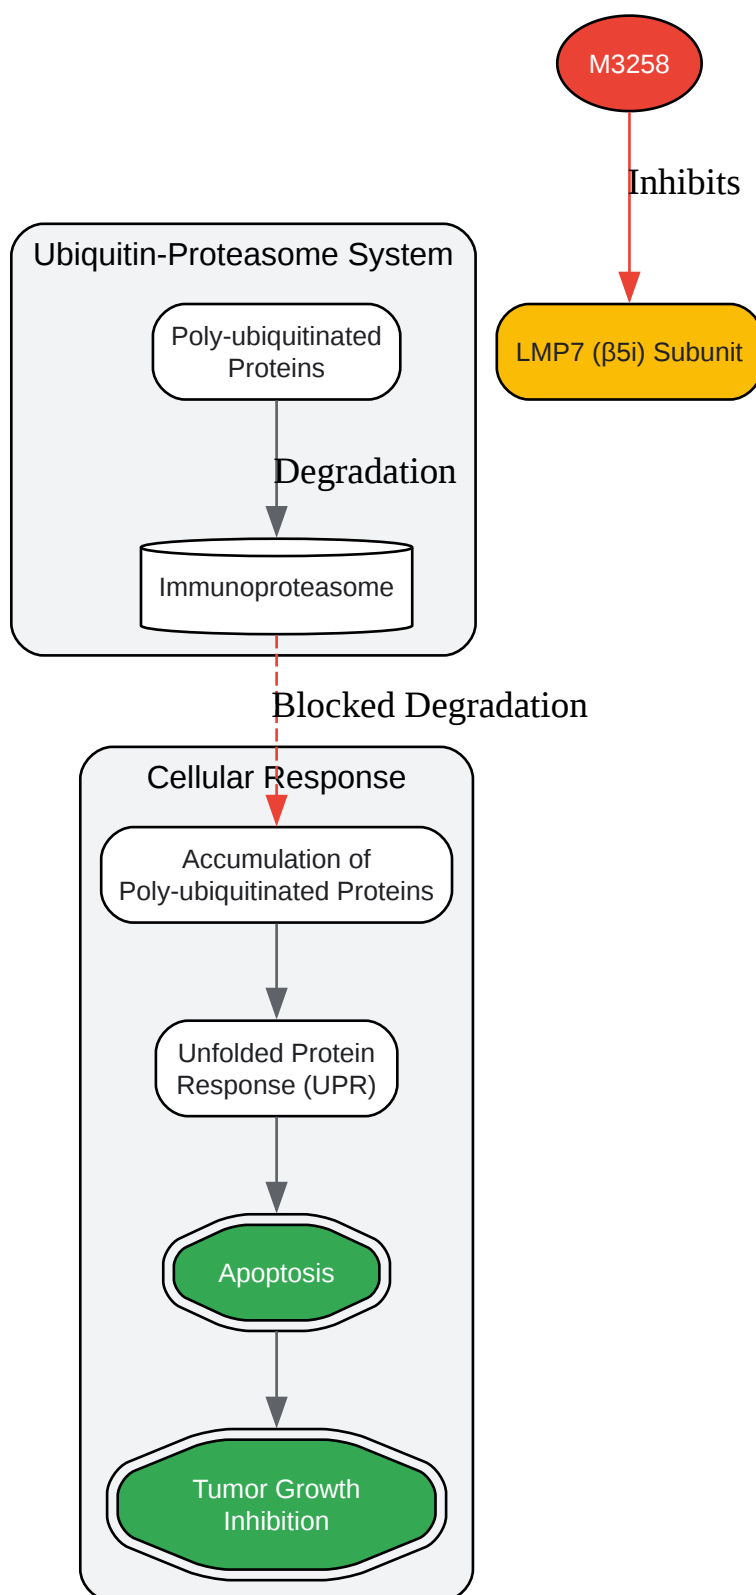 M3258
Inhibits
Ubiquitin-Proteasome System
Poly-ubiquitinated
Proteins
LMP7 (β5i) Subunit
Degradation
Immunoproteasome
Blocked Degradation
Cellular Response
Accumulation of
Poly-ubiquitinated Proteins
Unfolded Protein
Response (UPR)
Apoptosis
Tumor Growth
Inhibition